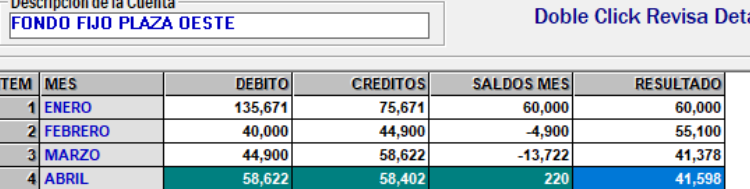 Descripcion de la Cuenta
FONDO FIJO PLAZA OESTE
Doble Click Revisa Deta
TEM MES DEBITO CREDITOS SALDOS MES RESULTADO
1 ENERO 135,671 75,671 60,000 60,000
2 FEBRERO 40,000 44,900 -4,900 55,100
3 MARZO 44,900 58,622 -13,722 41,378
4 ABRIL 58,622 58,402 220 41,598